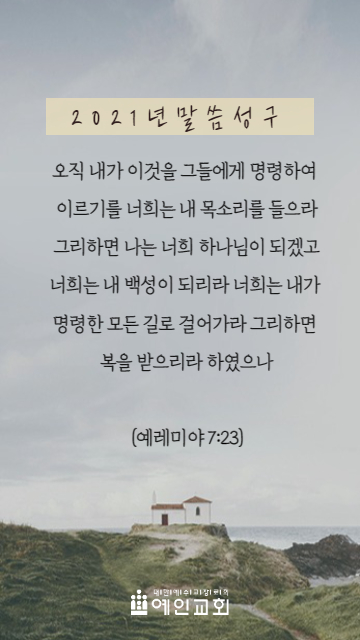 2021년말씀성구
오직 내가 이것을 그들에게 명령하여
이르기를 너희는 내 목소리를 들으라
그리하면 나는 너희 하나님이 되겠고
너희는 내 백성이 되리라 너희는 내가
명령한 모든 길로 걸어가라 그리하면
복을 받으리라 하였으나
(예레미야 7:23)
예인교회